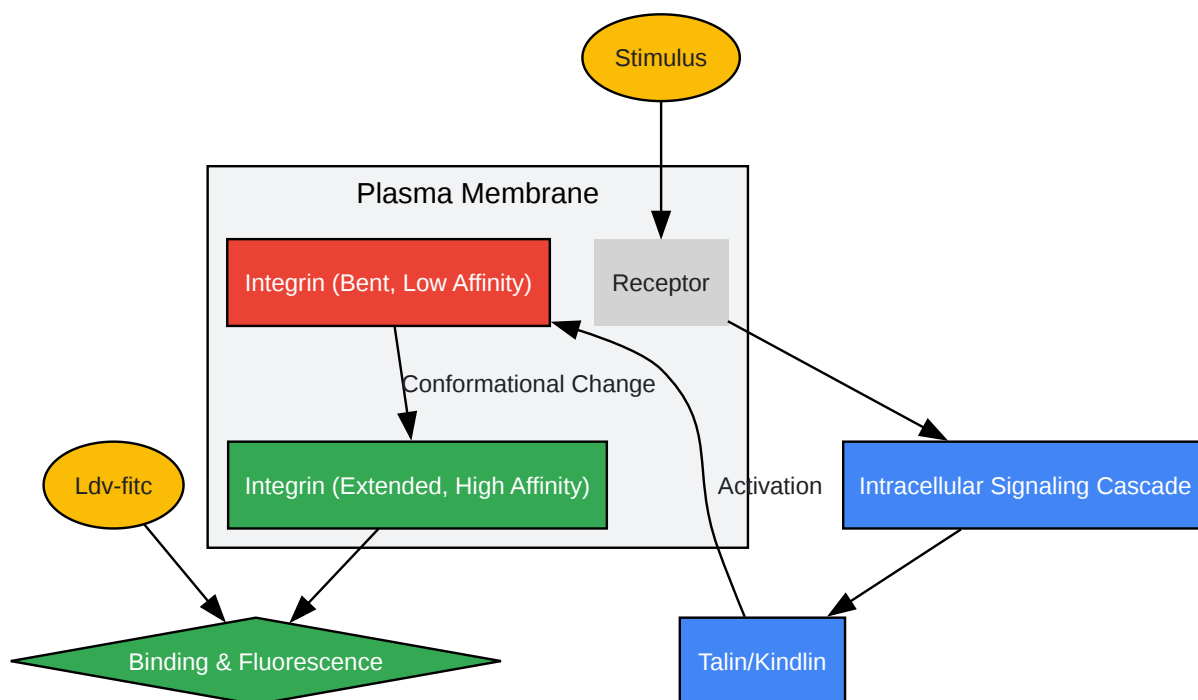 Stimulus
Plasma Membrane
Integrin (Bent, Low Affinity)
Receptor
Conformational Change
Ldv-fitc
Integrin (Extended, High Affinity)
Activation
Intracellular Signaling Cascade
Binding & Fluorescence
Talin/Kindlin